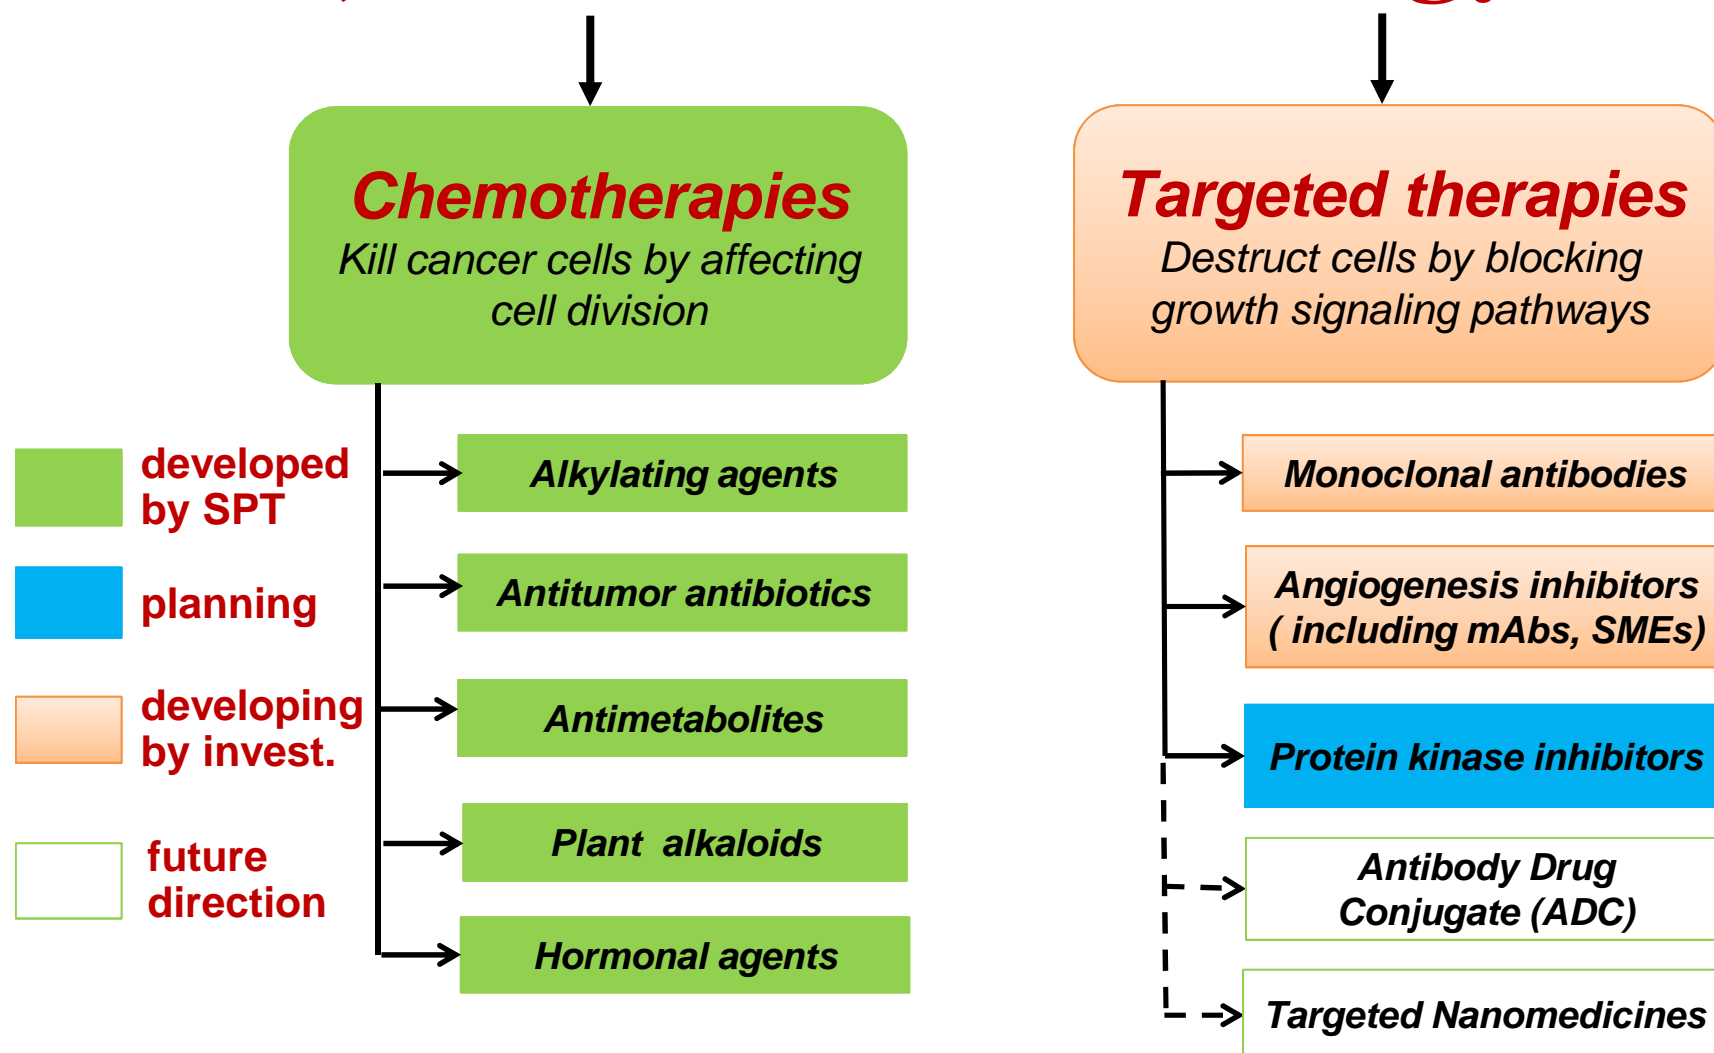 Chemotherapies
Kill cancer cells by affecting
cell division
Targeted therapies
Destruct cells by blocking
growth signaling pathways
developed
by SPT
planning
developing
by invest.
future
direction
Alkylating agents
Antitumor antibiotics
Antimetabolites
Plant alkaloids
Hormonal agents
Monoclonal antibodies
Angiogenesis inhibitors
( including mAbs, SMEs)
Protein kinase inhibitors
Antibody Drug
Conjugate (ADC)
Targeted Nanomedicines